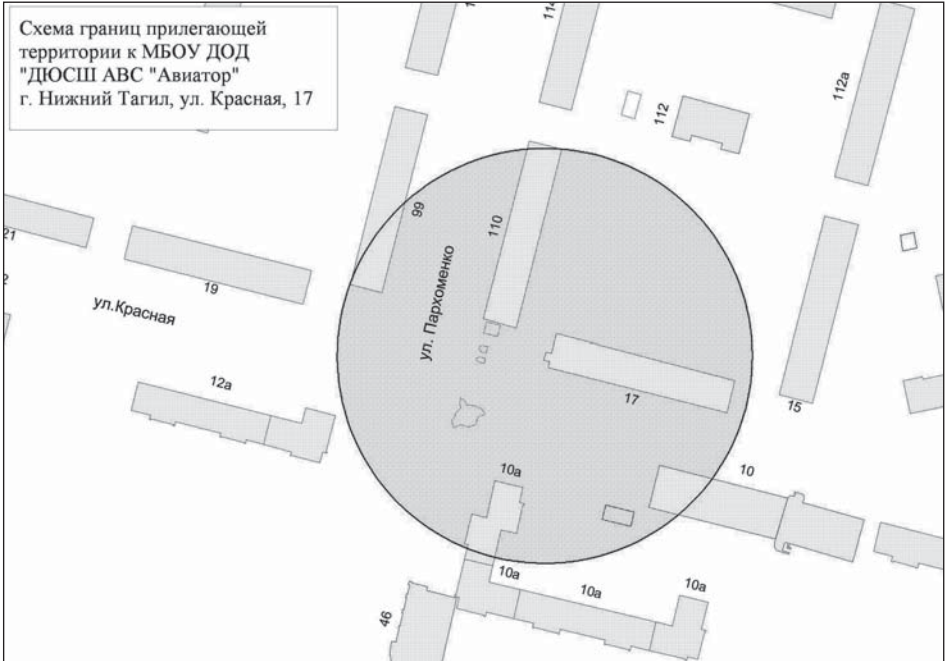 Схема границ прилегающей
территории к МБОУ ДОД
"ДЮСШ АВС "Авиатор"
г. Нижний Тагил, ул. Красная, 17
114
112
112а
99
110
21
19
ул.Красная
ул. Пархоменко
12а
17
15
10а
10
10а
10а
10а
46